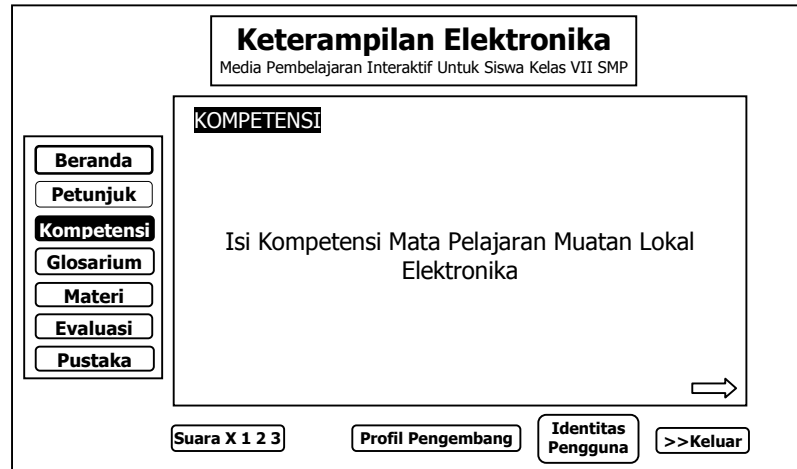 Keterampilan Elektronika
Media Pembelajaran Interaktif Untuk Siswa Kelas VII SMP
KOMPETENSI
Beranda
Petunjuk
Kompetensi
Glosarium
Materi
Evaluasi
Pustaka
Isi Kompetensi Mata Pelajaran Muatan Lokal
Elektronika
Suara X 1 2 3
Profil Pengembang
Identitas
Pengguna
>>Keluar